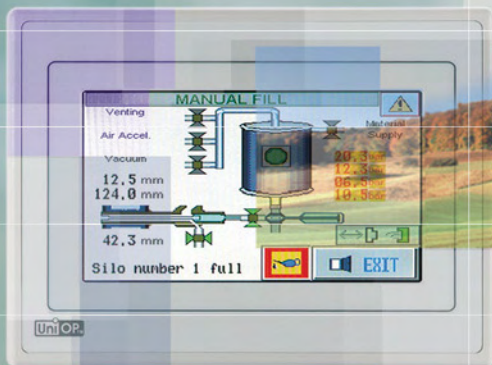 MANUAL FILL
Venting
Air Accel.
Vacuum
Material
Supply
12,5 mm
124,0 mm
42,3 mm
Silo number 1 full
EXIT
UniOP